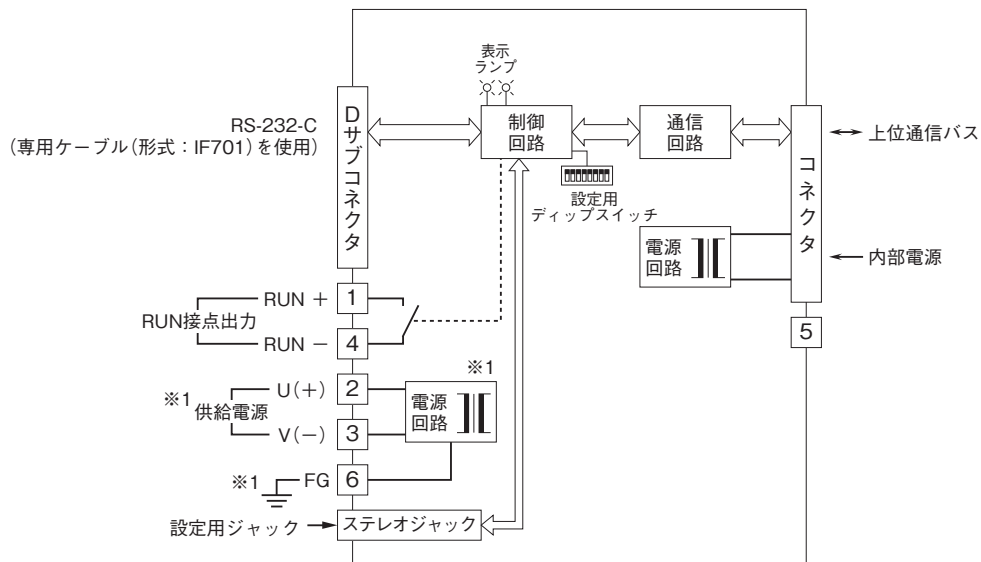 表示
ランプ
Dサブコネクタ
RS-232-C
(専用ケーブル(形式：IF701)を使用)
制御
回路
通信
回路
コネクタ
上位通信バス
設定用
ディップスイッチ
電源
回路
内部電源
RUN +
1
RUN接点出力
RUN −
4
5
※1
U(+)
2
※1 供給電源
電源
回路
V(−)
3
※1
FG
6
設定用ジャック
ステレオジャック